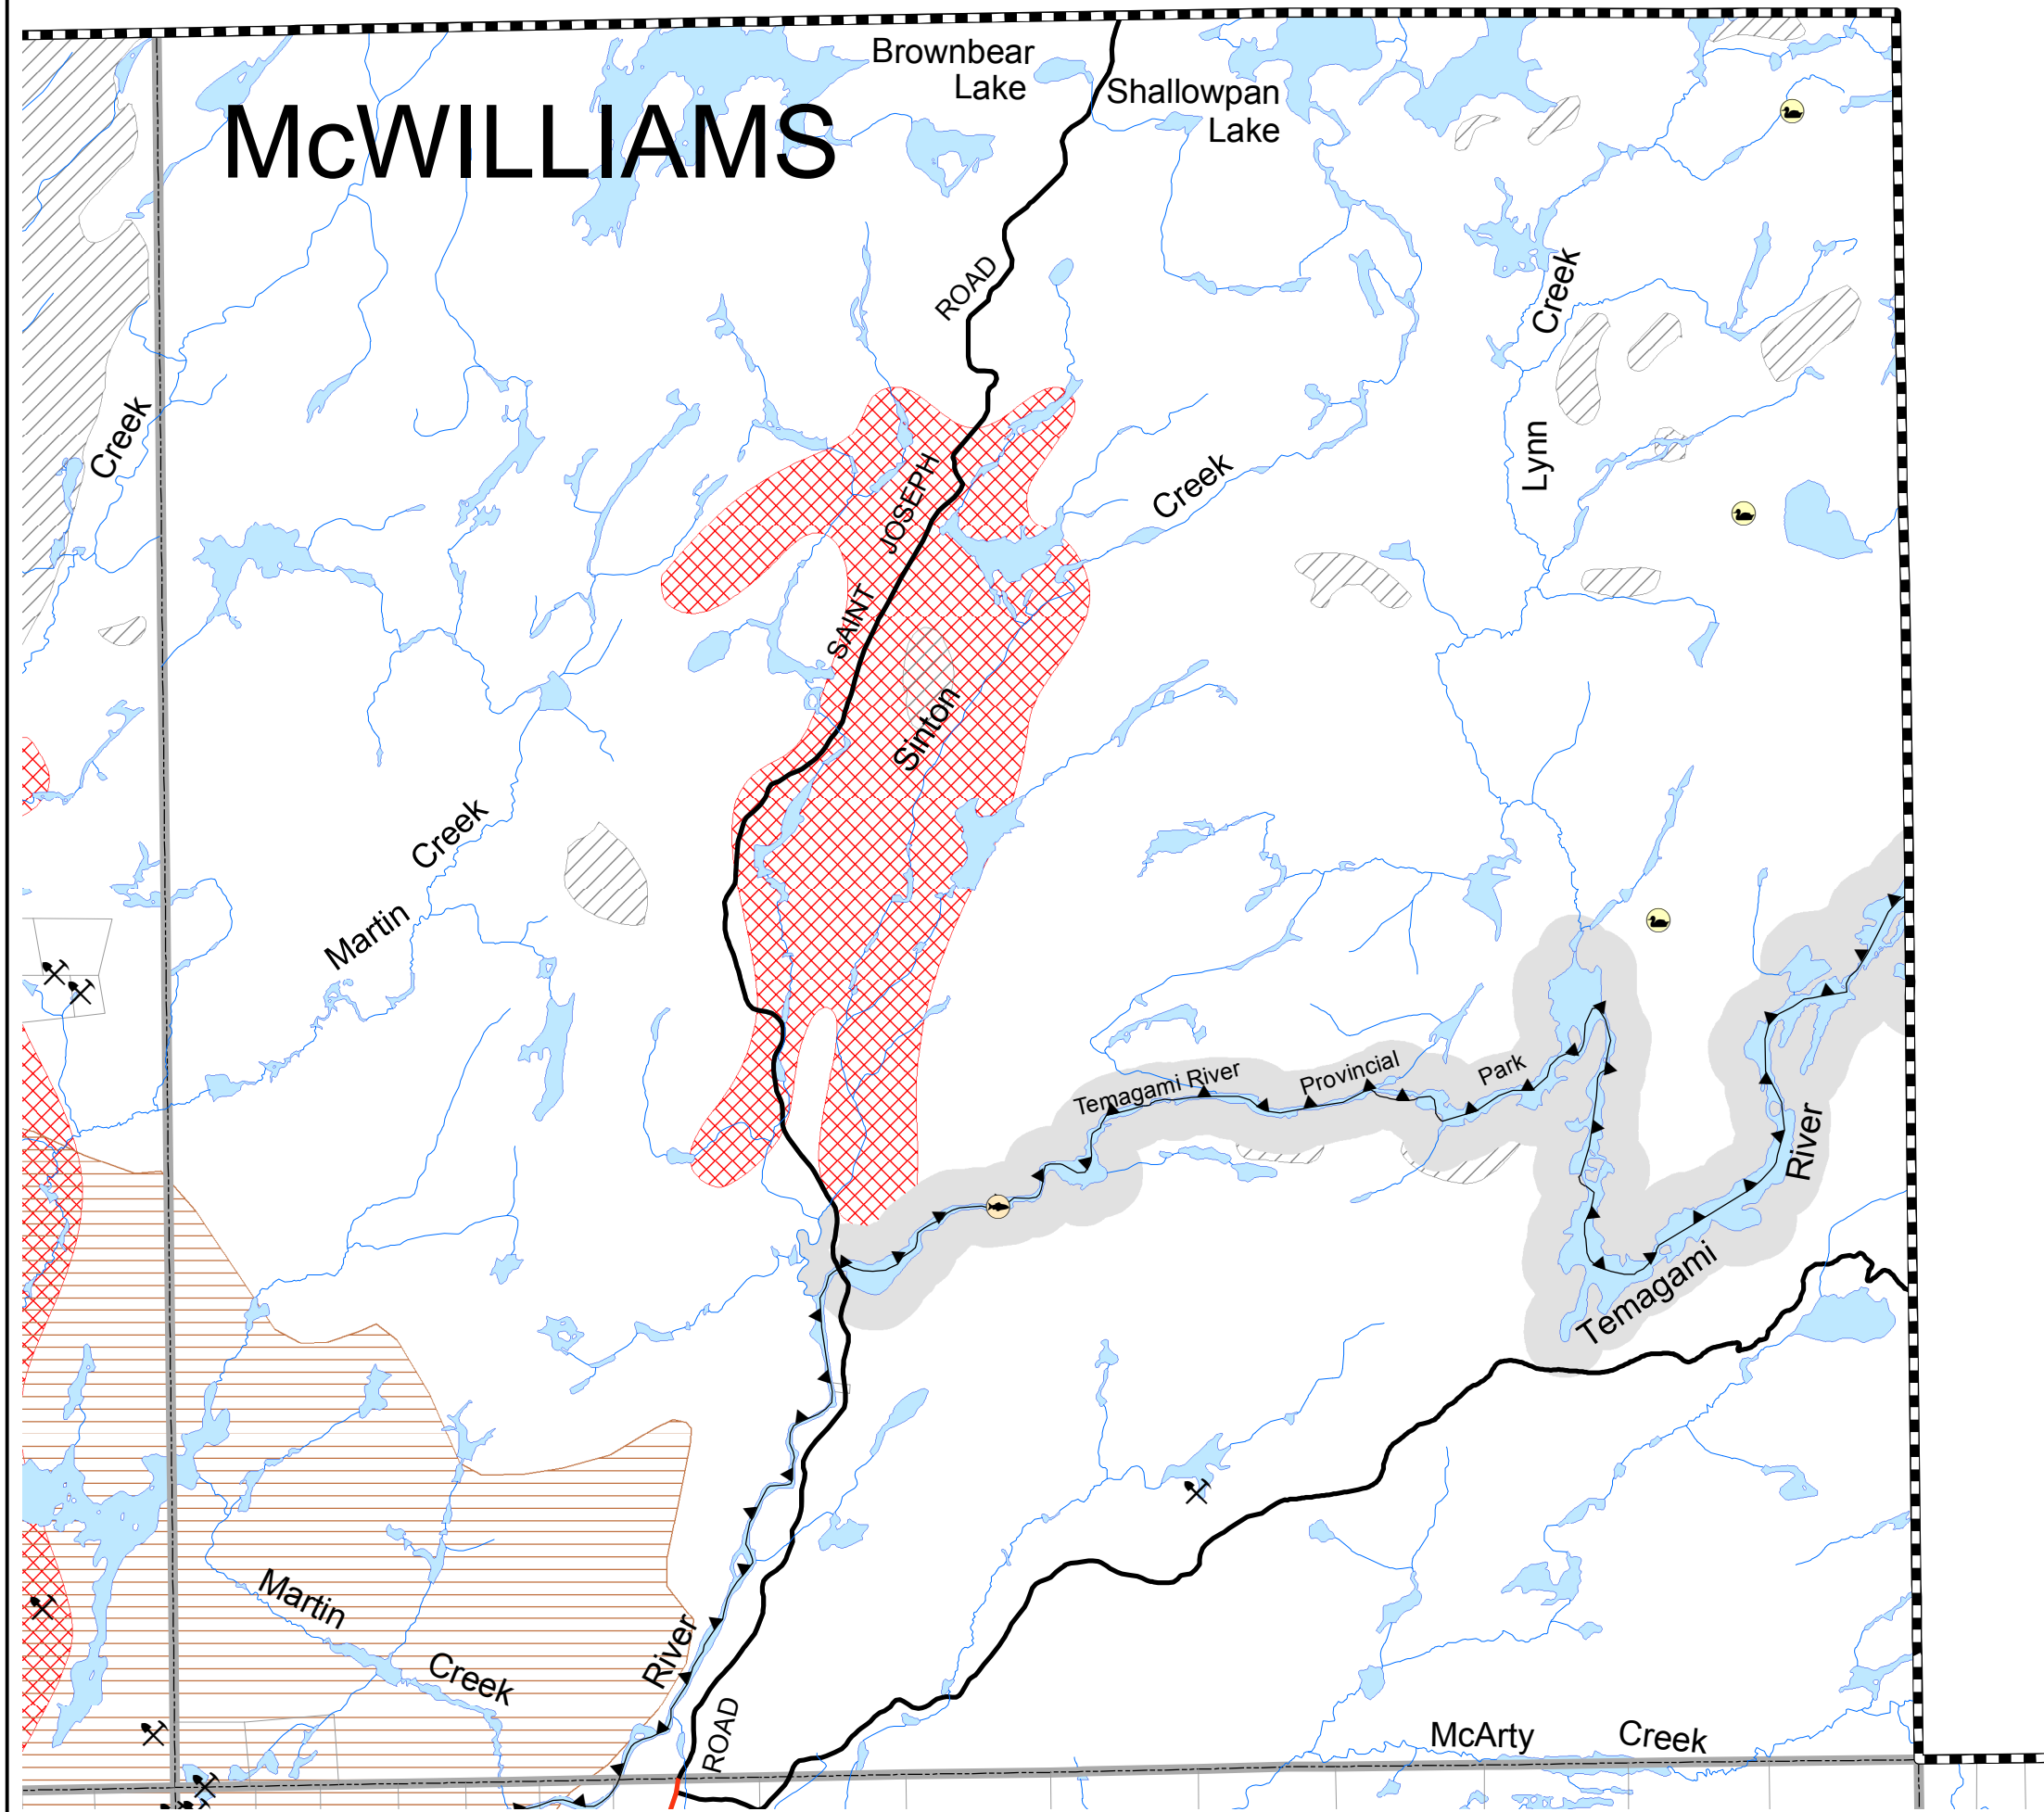 Brownbear
Lake
Shallowpan
Lake
McWILLIAMS
ROAD
Creek
Creek
JOSEPH
Lynn
Creek
SAINT
Sinton
Creek
Martin
Temagami River
Provincial
Park
River
Temagami
Martin
Creek
River
ROAD
McArty
Creek